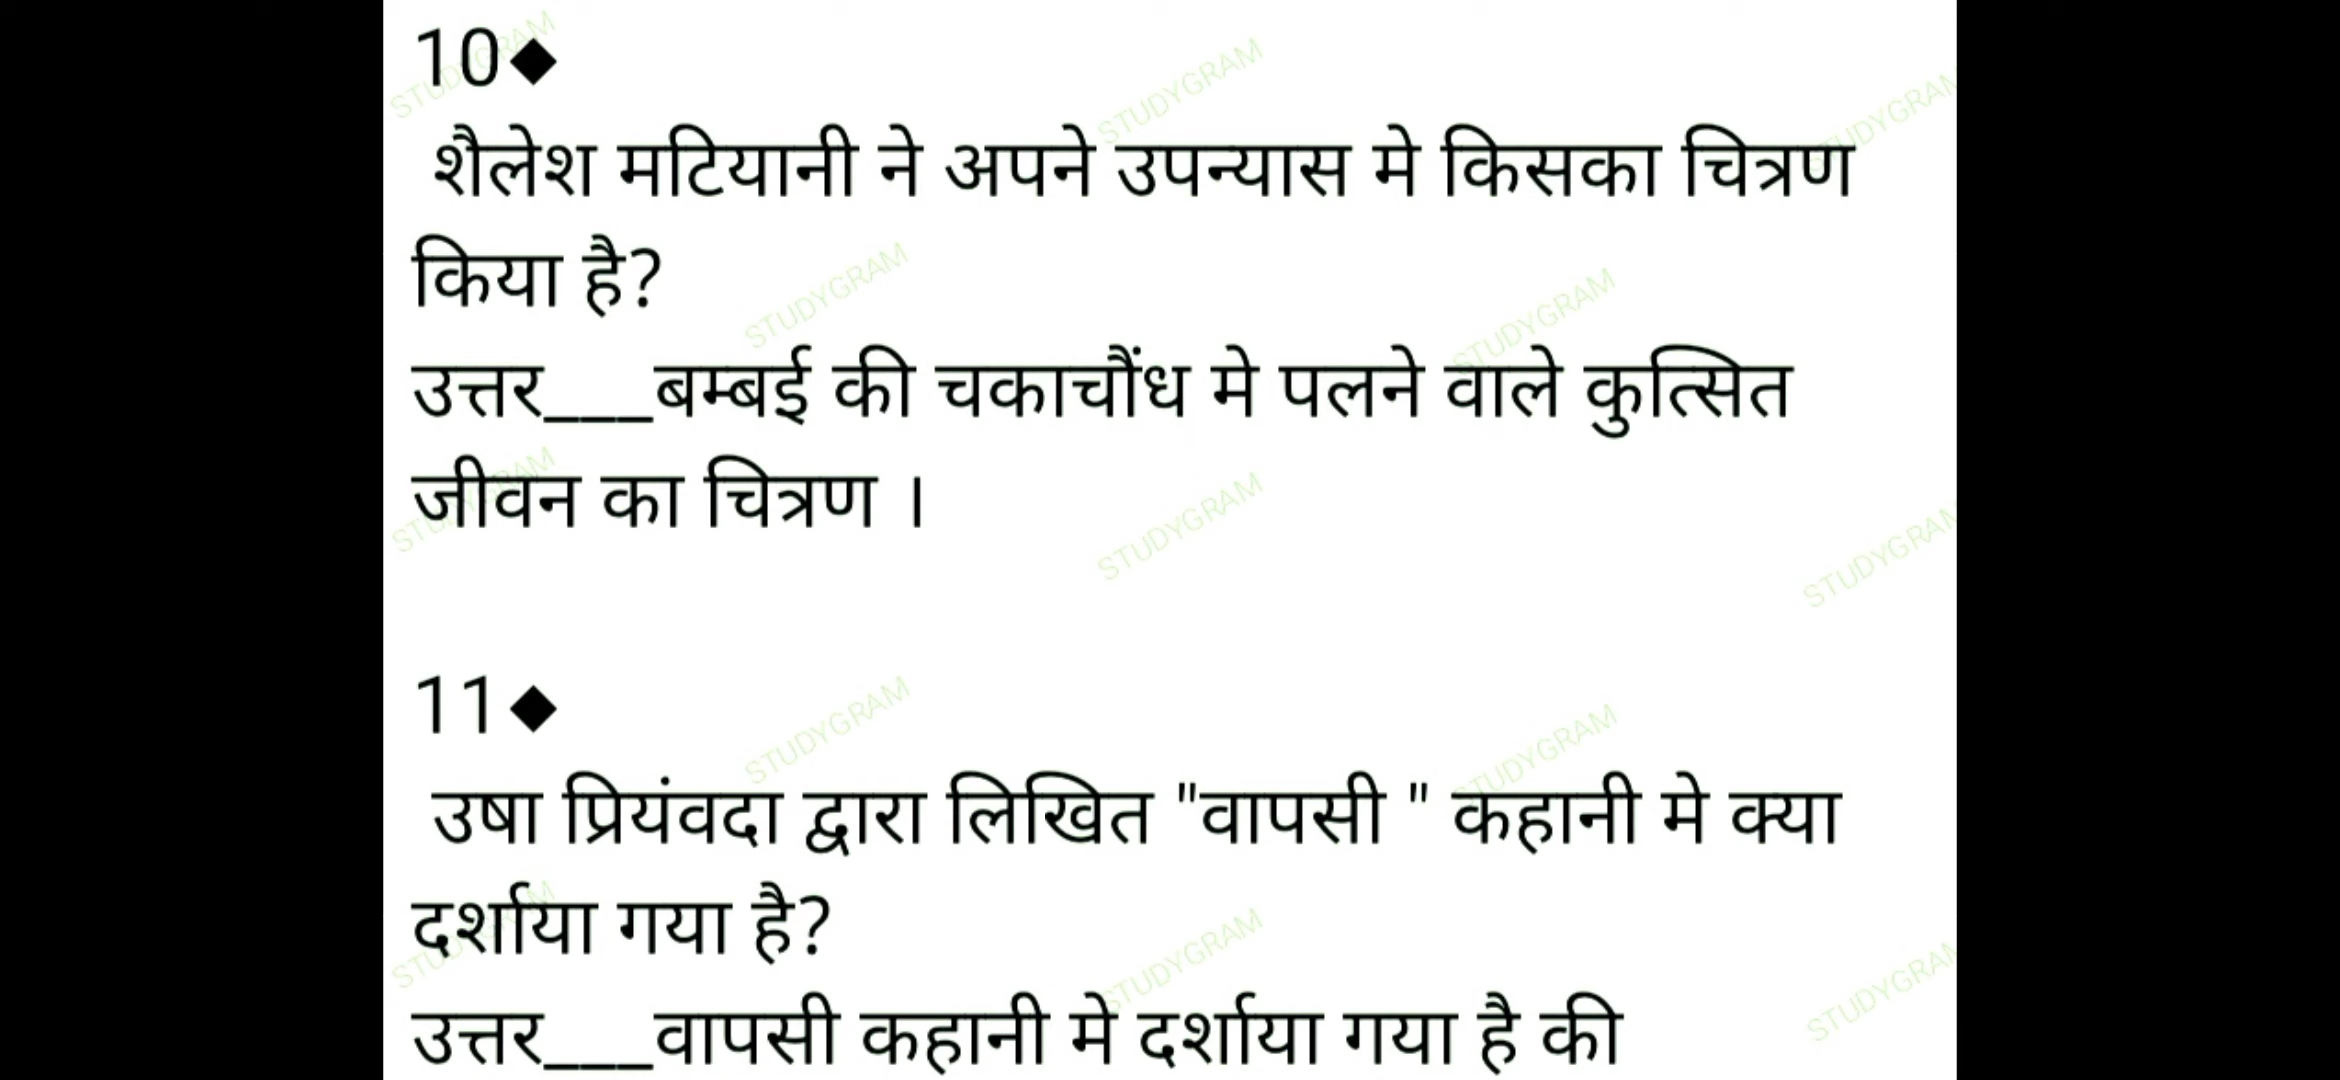 10◆
शैलेश मटियानी ने अपने उपन्यास मे किसका चित्रण
किया है?
उत्तर___बम्बई की चकाचौंध मे पलने वाले कुत्सित
जीवन का चित्रण ।
11◆
उषा प्रियंवदा द्वारा लिखित "वापसी " कहानी मे क्या
दर्शाया गया है?
उत्तर___वापसी कहानी मे दर्शाया गया है की
STUDYGRAM